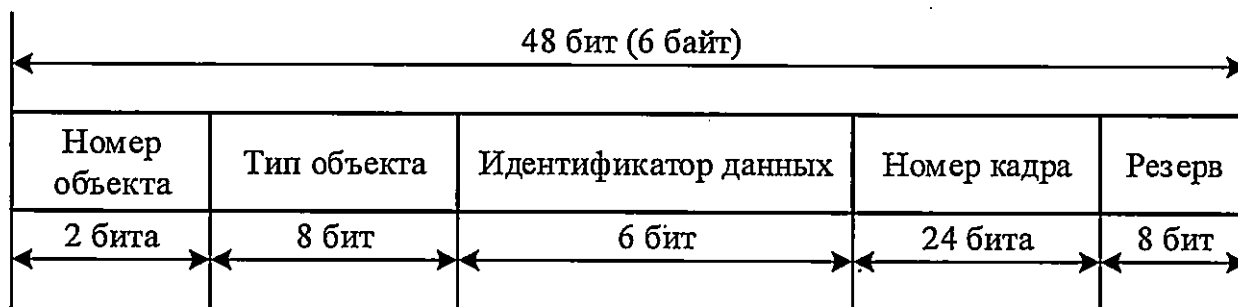 48 бит (6 байт)
Номер
объекта
Тип объекта
Идентификатор данных
Номер кадра
Резерв
2 бита
8 бит
6 бит
24 бита
8 бит